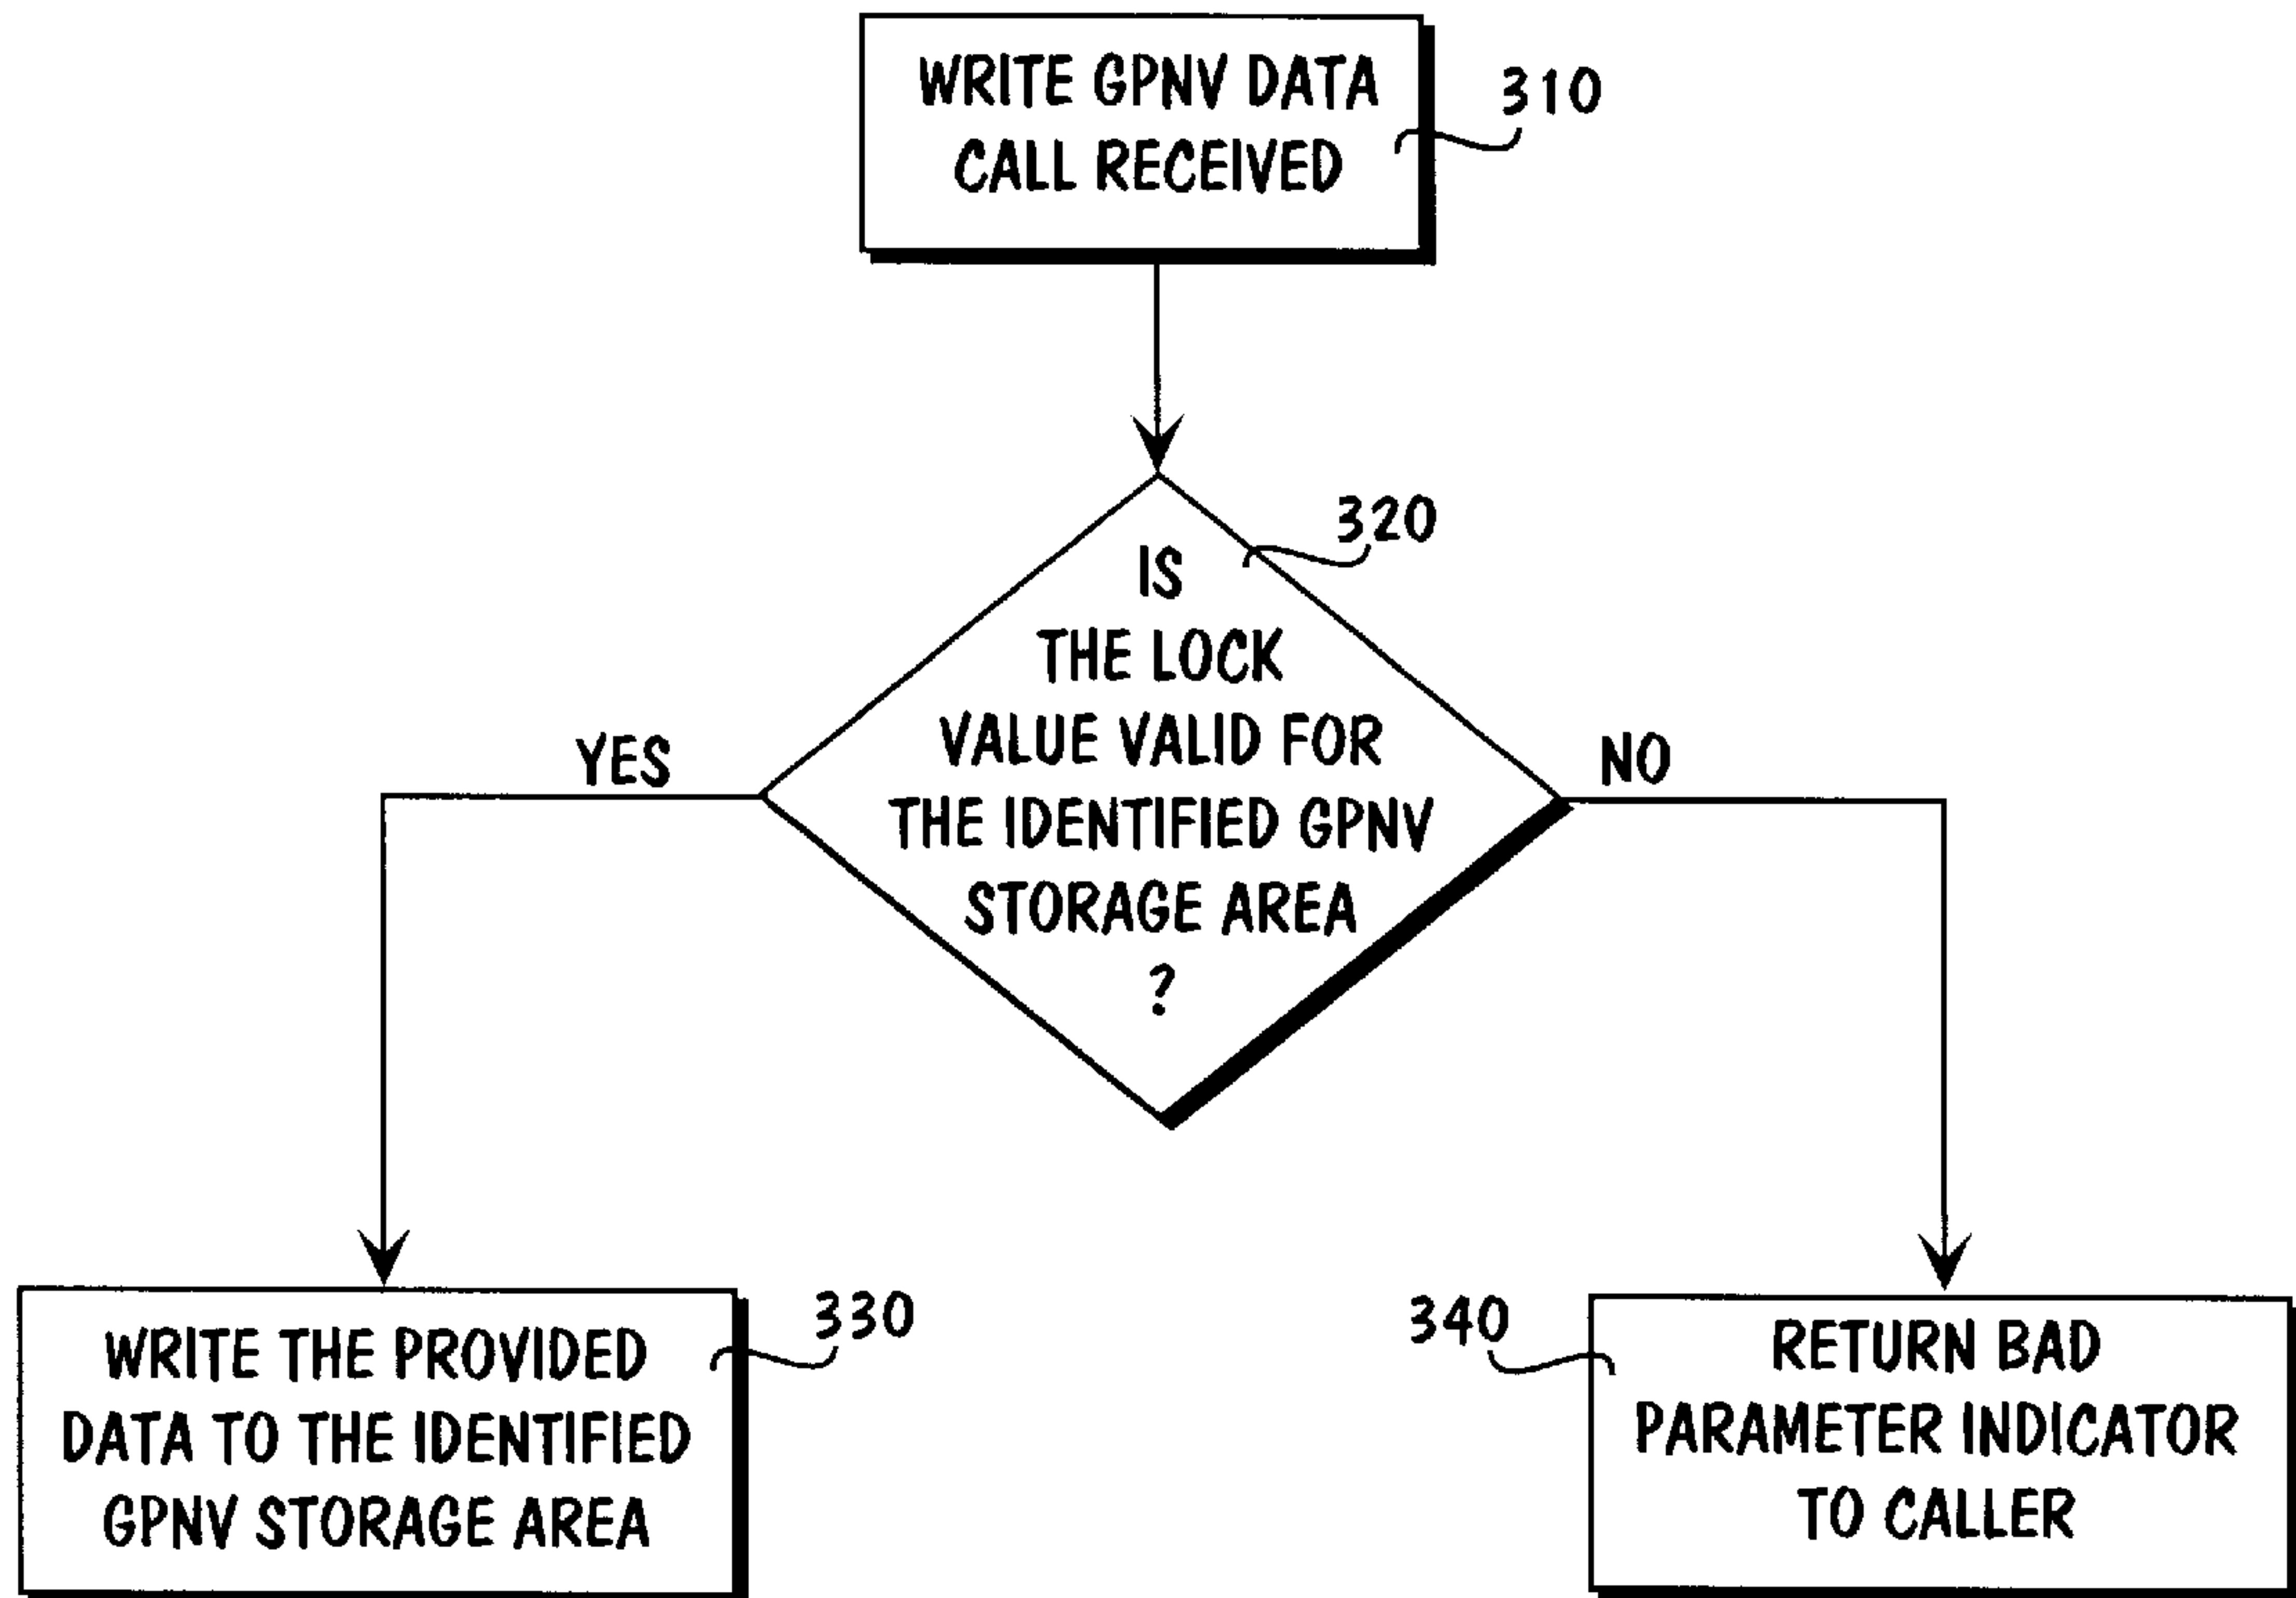 WRITE GPNV DATA
CALL RECEIVED
310
320
IS
THE LOCK
VALUE VALID FOR
THE IDENTIFIED GPNV
STORAGE AREA
?
YES
NO
330
WRITE THE PROVIDED
DATA TO THE IDENTIFIED
GPNV STORAGE AREA
340
RETURN BAD
PARAMETER INDICATOR
TO CALLER